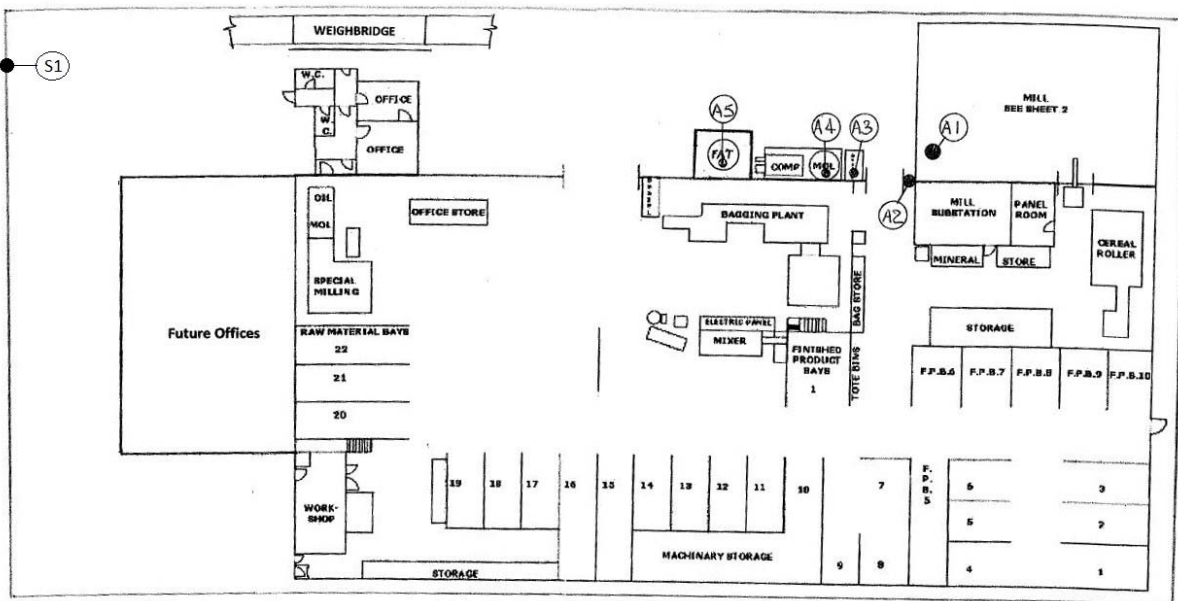 WEIGHBRIDGE
S1
W.C.
W.
C.
OFFICE
OFFICE
A5
A4
A3
A1
A2
MILL
SEE SHEET 2
FAT
COMP
MOL
OIL
MOL
OFFICE STORE
BAGGING PLANT
MILL
SUBSTATION
PANEL
ROOM
MINERAL
STORE
CEREAL
ROLLER
SPECIAL
MILLING
BAG STORE
Future Offices
RAW MATERIAL BAYS
22
21
20
ELECTRIC PANEL
MIXER
FINISHED
PRODUCT
BAYS
1
TOTE BINS
STORAGE
F.P.B.6
F.P.B.7
F.P.B.8
F.P.B.9
F.P.B.10
WORK-
SHOP
19
18
17
16
15
14
13
12
11
10
7
F.
P.
B.
5
6
3
5
2
MACHINARY STORAGE
9
8
4
1
STORAGE